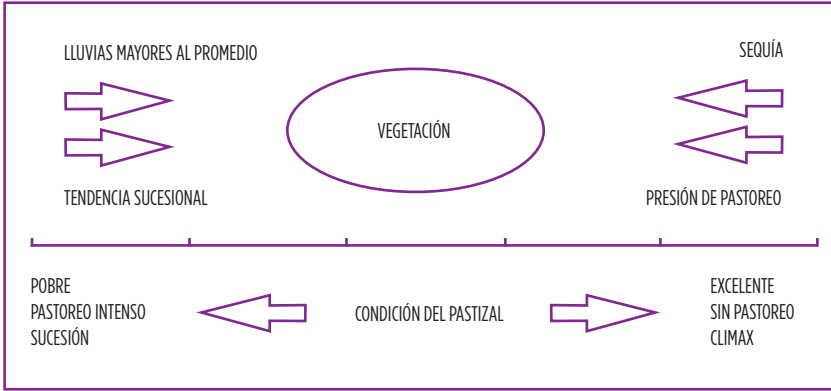 LLUVIAS MAYORES AL PROMEDIO
SEQUÍA
VEGETACIÓN
TENDENCIA SUCESIONAL
PRESIÓN DE PASTOREO
POBRE
PASTOREO INTENSO
SUCESIÓN
CONDICIÓN DEL PASTIZAL
EXCELENTE
SIN PASTOREO
CLIMAX